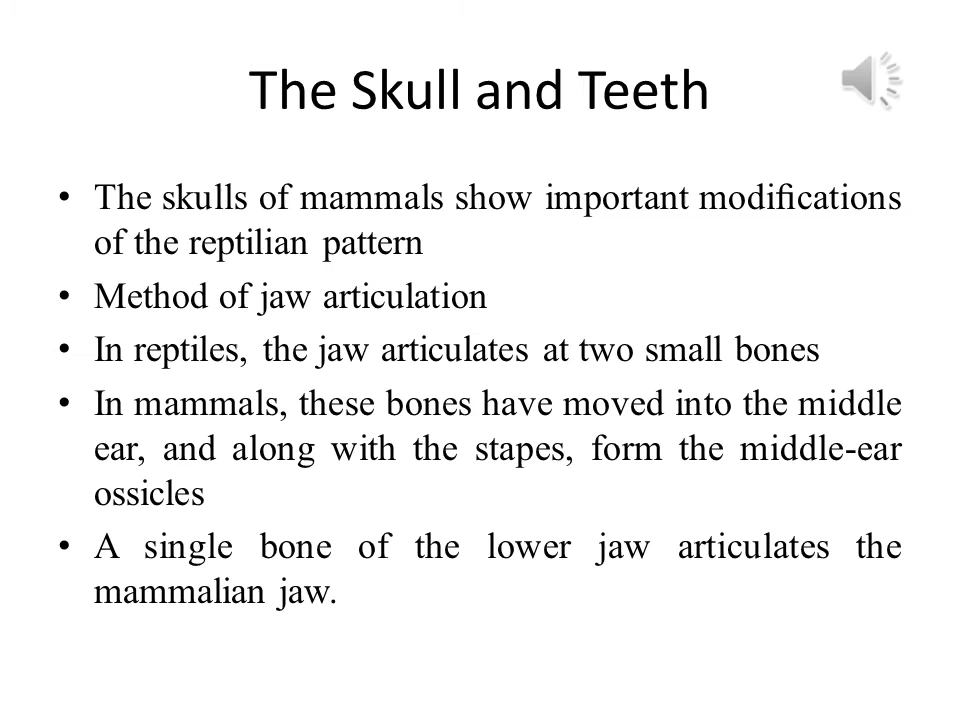 The Skull and Teeth
• The skulls of mammals show important modifications
of the reptilian pattern
• Method of jaw articulation
• In reptiles, the jaw articulates at two small bones
• In mammals, these bones have moved into the middle
ear, and along with the stapes, form the middle-ear
ossicles
• A single bone of the lower jaw articulates the
mammalian jaw.